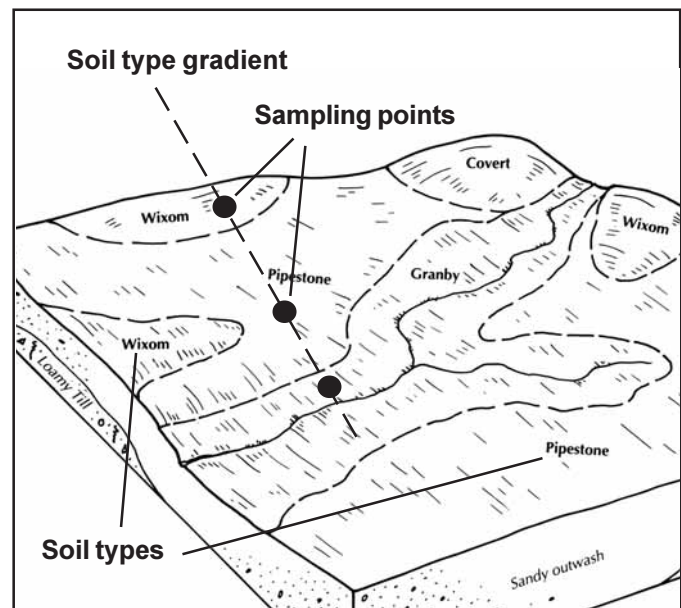 Soil type gradient
Sampling points
Covert
Wixom
Wixom
Pipestone
Granby
Wixom
Loamy Till
Pipestone
Soil types
Sandy outwash